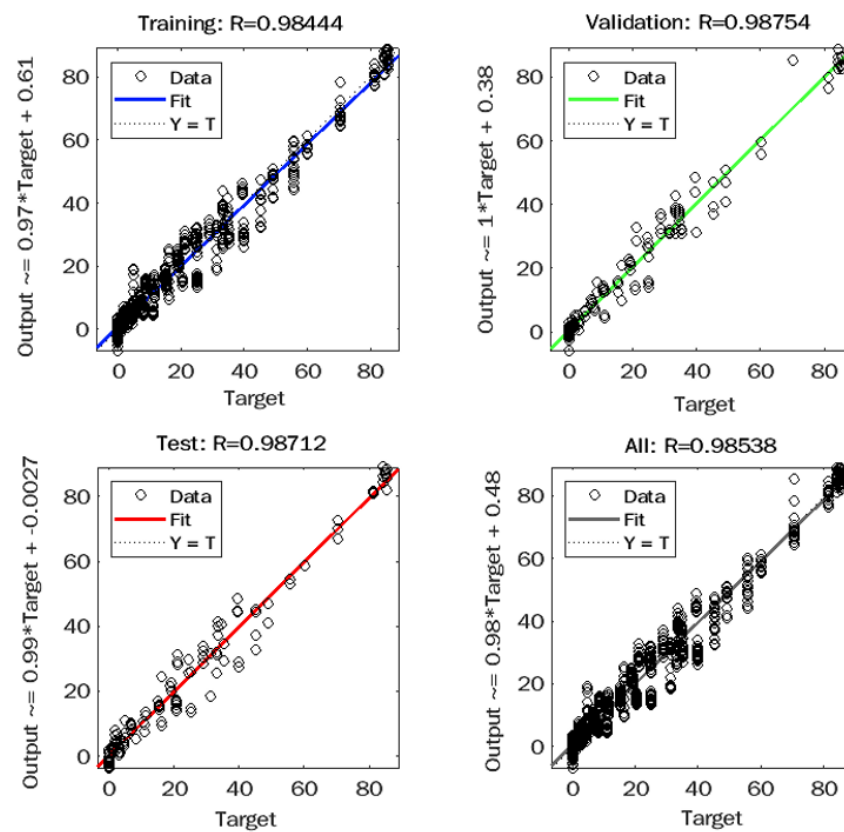 Training: R=0.98444
Output ~= 0.97*Target + 0.61
80
60
40
20
0
Data
Fit
Y = T
0 20 40 60 80
Target
Validation: R=0.98754
Output ~= 1*Target + 0.38
80
60
40
20
0
Data
Fit
Y = T
0 20 40 60 80
Target
Test: R=0.98712
Output ~= 0.99*Target + -0.0027
80
60
40
20
0
Data
Fit
Y = T
0 20 40 60 80
Target
All: R=0.98538
Output ~= 0.98*Target + 0.48
80
60
40
20
0
Data
Fit
Y = T
0 20 40 60 80
Target